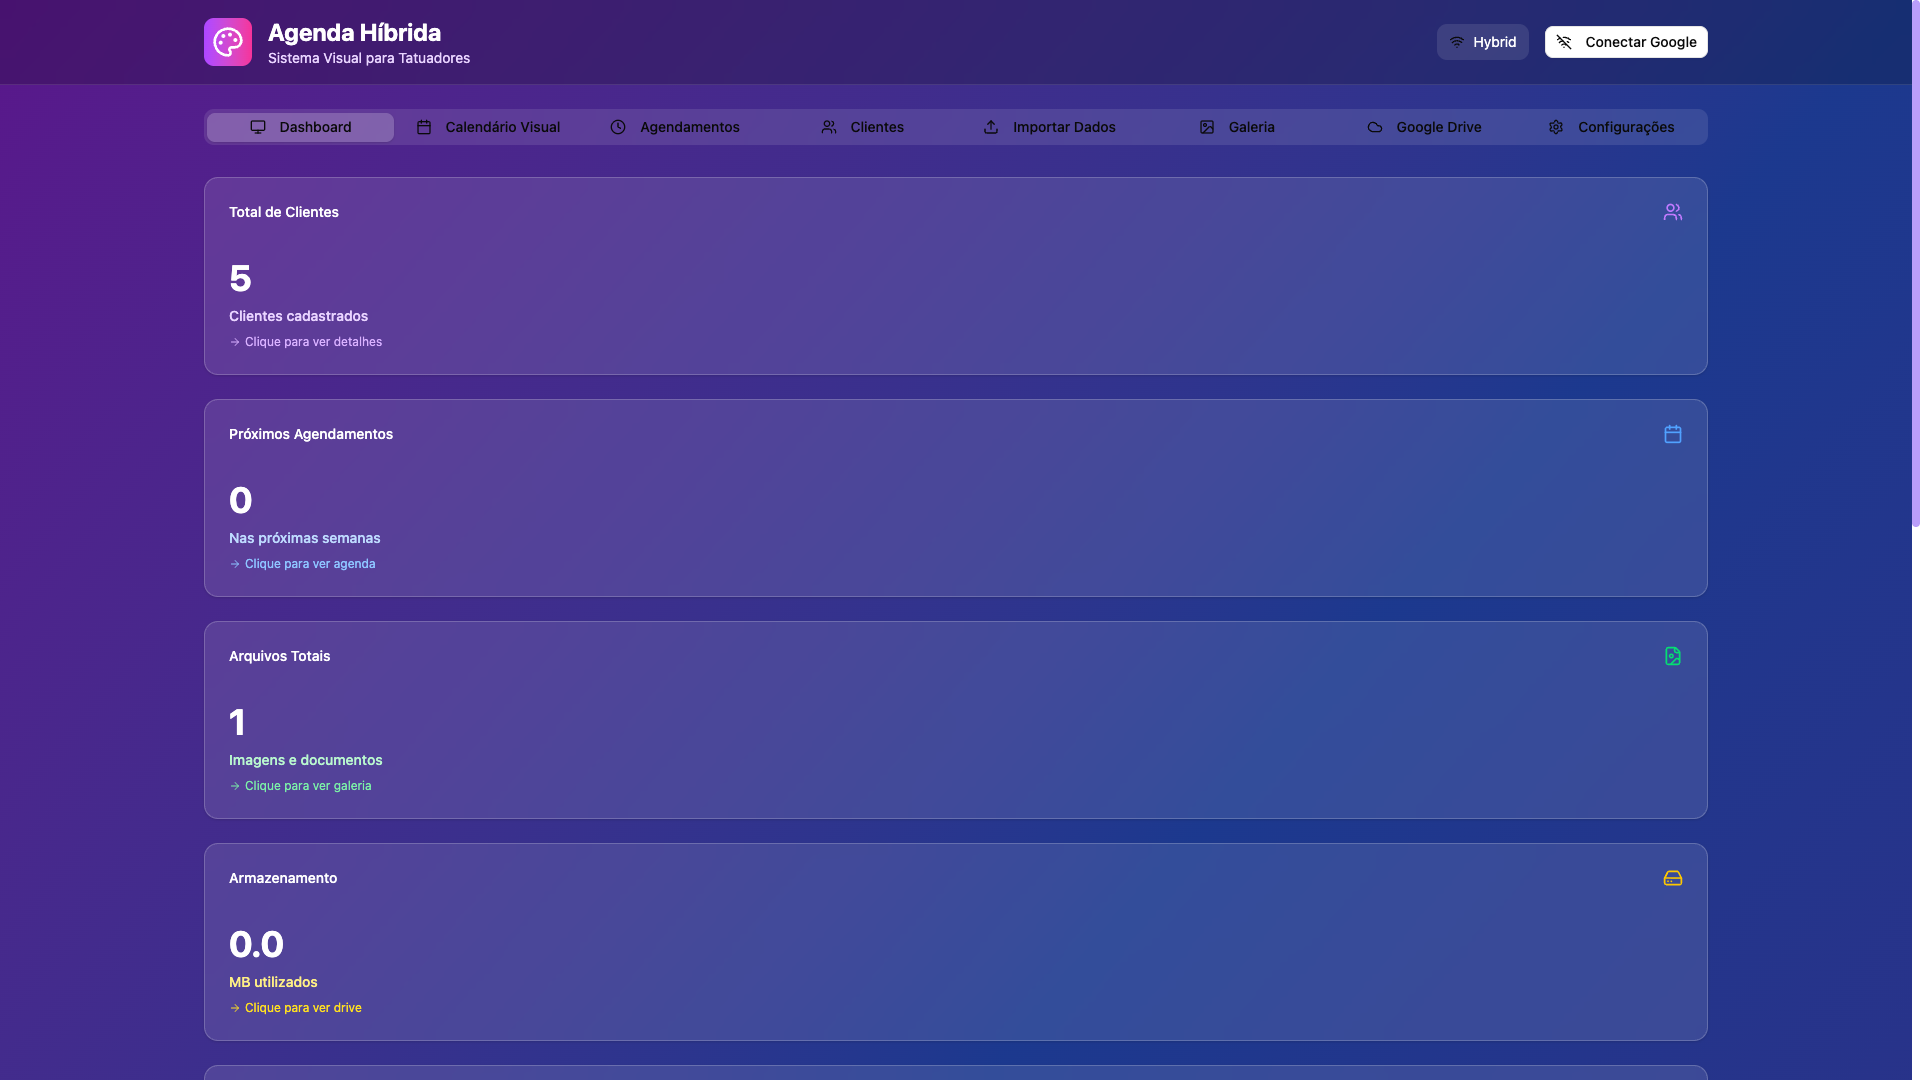 Agenda Híbrida
Sistema Visual para Tatuadores
Hybrid
Conectar Google
Dashboard
Calendário Visual
Agendamentos
Clientes
Importar Dados
Galeria
Google Drive
Configurações
Total de Clientes
5
Clientes cadastrados
→ Clique para ver detalhes
Próximos Agendamentos
0
Nas próximas semanas
→ Clique para ver agenda
Arquivos Totais
1
Imagens e documentos
→ Clique para ver galeria
Armazenamento
0.0
MB utilizados
→ Clique para ver drive